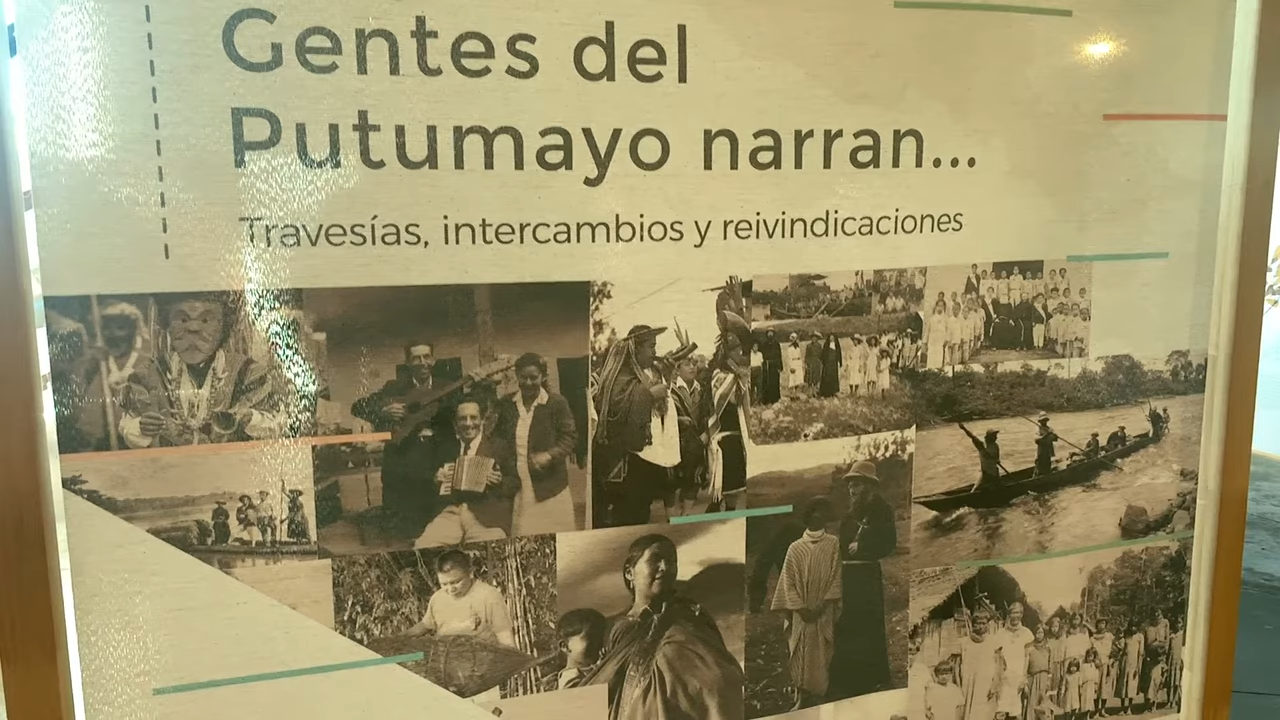 Gentes del
Putumayo narran...
Travesías, intercambios y reivindicaciones